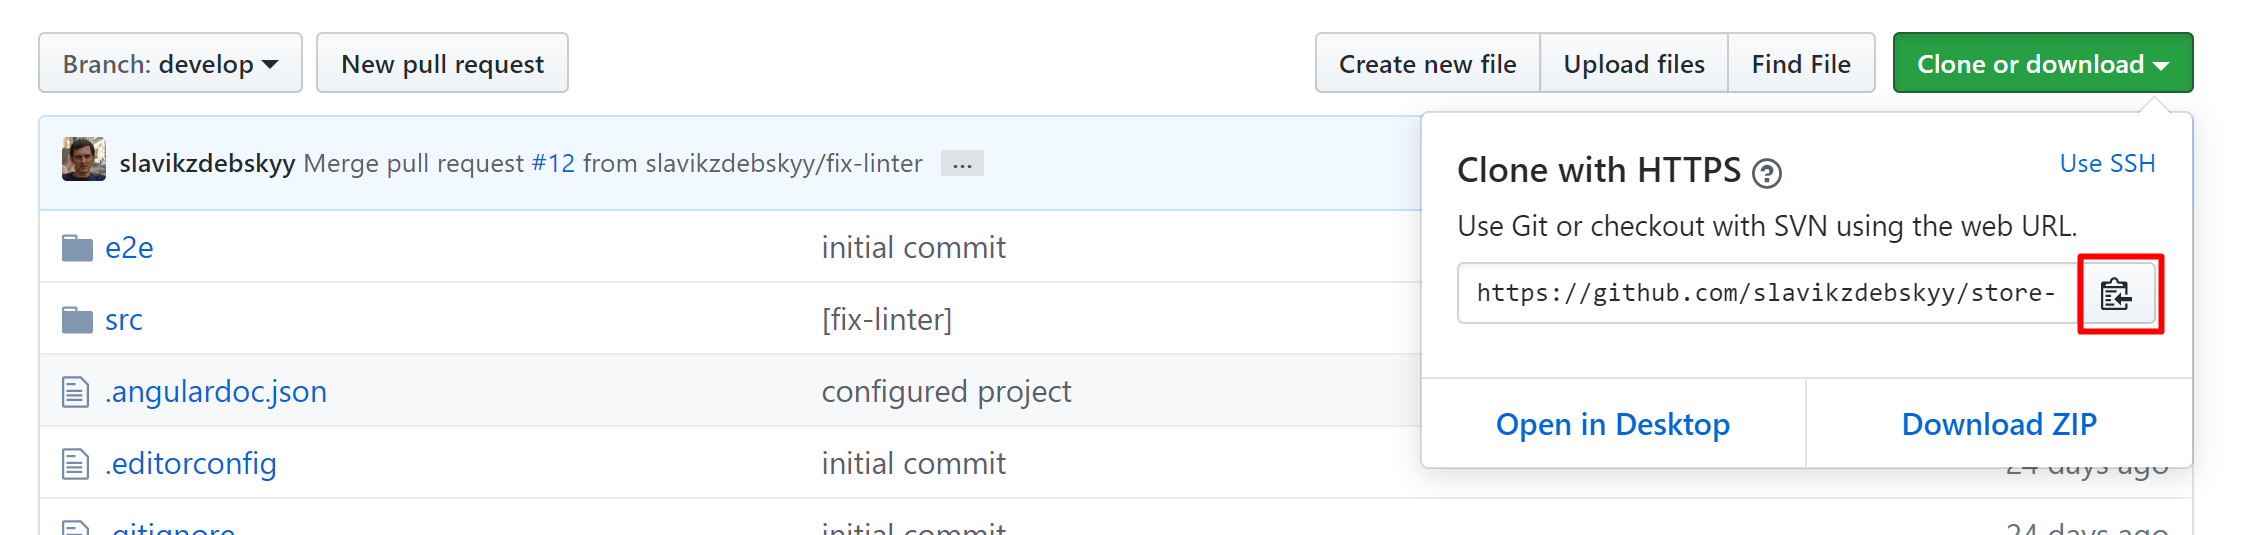 Branch: develop
New pull request
Create new file
Upload files
Find File
Clone or download
slavikzdebskyy Merge pull request #12 from slavikzdebskyy/fix-linter ...
Clone with HTTPS ?
Use SSH
Use Git or checkout with SVN using the web URL.
https://github.com/slavikzdebskyy/store-
Open in Desktop
Download ZIP
e2e initial commit
src [fix-linter]
.angulardoc.json configured project
.editorconfig initial commit 24 days ago
.gitignore initial commit 24 days ago